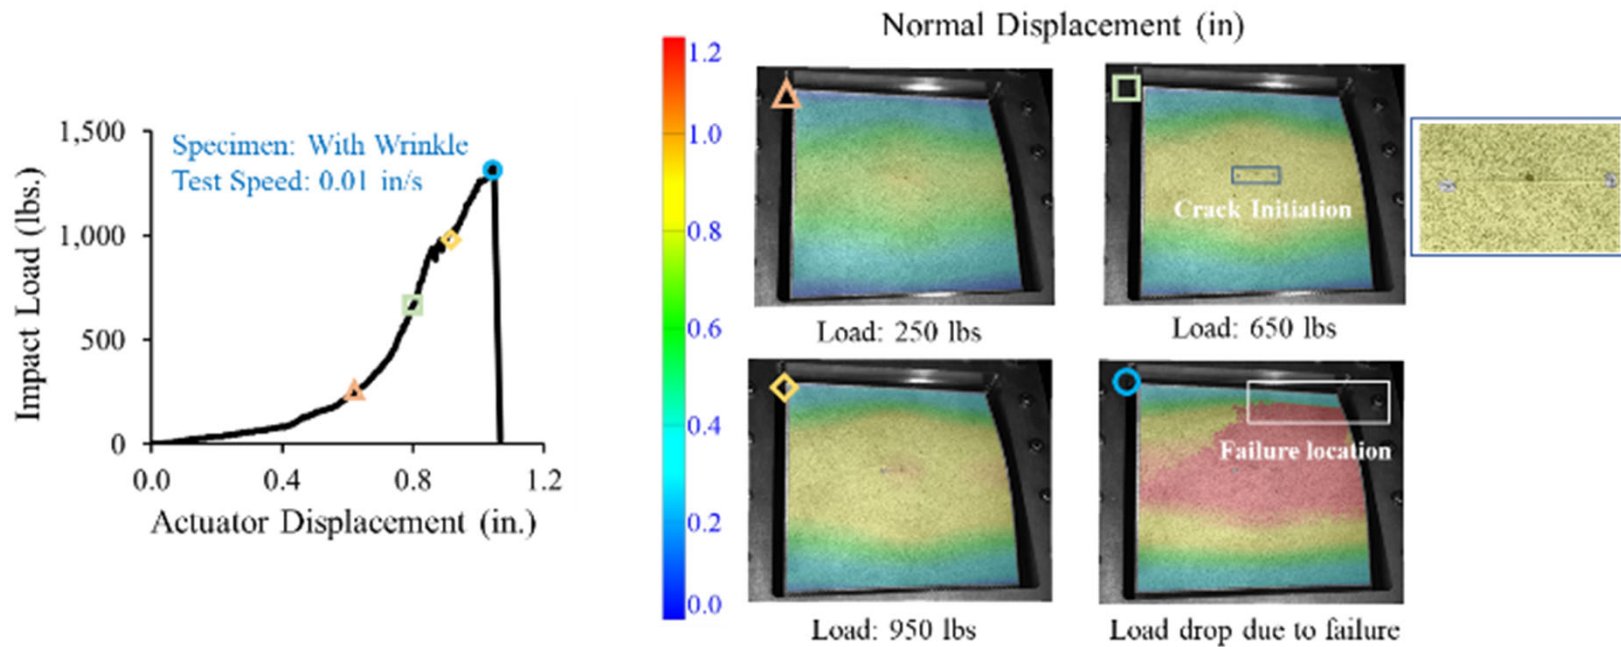 Normal Displacement (in)
Impact Load (lbs.)
1,500
1,000
500
0
Specimen: With Wrinkle
Test Speed: 0.01 in/s
0.0
0.4
0.8
1.2
Actuator Displacement (in.)
1.2
1.0
0.8
0.6
0.4
0.2
0.0
Load: 250 lbs
Crack Initiation
Load: 650 lbs
Load: 950 lbs
Failure location
Load drop due to failure